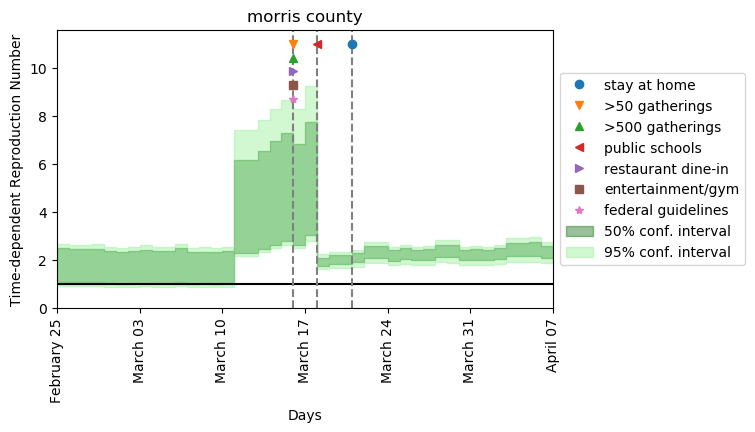 morris county
Time-dependent Reproduction Number
10
8
6
4
2
0
February 25
March 03
March 10
March 17
March 24
March 31
April 07
Days
stay at home
>50 gatherings
>500 gatherings
public schools
restaurant dine-in
entertainment/gym
federal guidelines
50% conf. interval
95% conf. interval